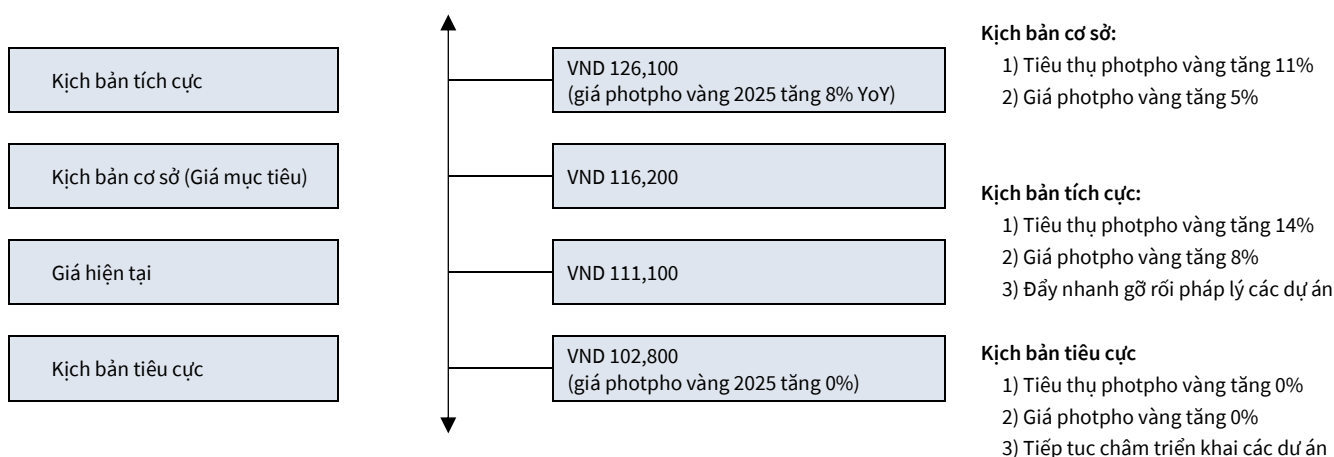 Kịch bản tích cực
Kịch bản cơ sở (Giá mục tiêu)
Giá hiện tại
Kịch bản tiêu cực
VND 126,100
(giá photpho vàng 2025 tăng 8% YoY)
VND 116,200
VND 111,100
VND 102,800
(giá photpho vàng 2025 tăng 0%)
Kịch bản cơ sở:
1) Tiêu thụ photpho vàng tăng 11%
2) Giá photpho vàng tăng 5%
Kịch bản tích cực:
1) Tiêu thụ photpho vàng tăng 14%
2) Giá photpho vàng tăng 8%
3) Đẩy nhanh gỡ rối pháp lý các dự án
Kịch bản tiêu cực
1) Tiêu thụ photpho vàng tăng 0%
2) Giá photpho vàng tăng 0%
3) Tiếp tục chậm triển khai các dự án